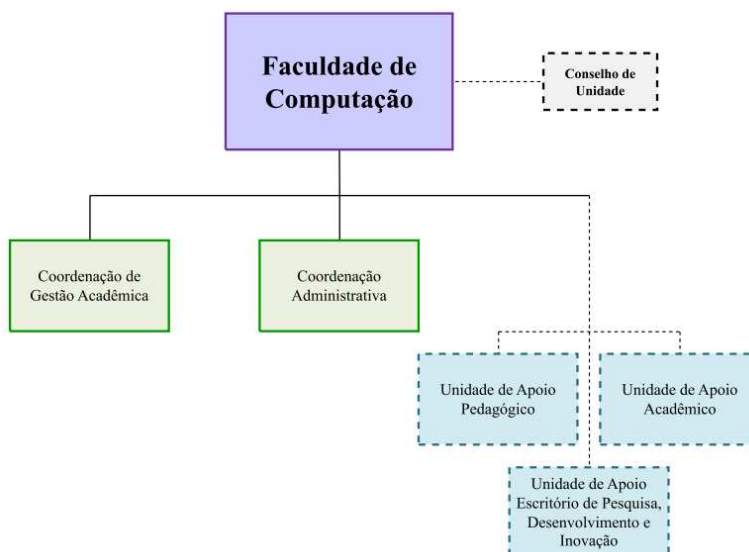 Faculdade de
Computação
Conselho de
Unidade
Coordenação de
Gestão Acadêmica
Coordenação
Administrativa
Unidade de Apoio
Pedagógico
Unidade de Apoio
Acadêmico
Unidade de Apoio
Escritório de Pesquisa,
Desenvolvimento e
Inovação